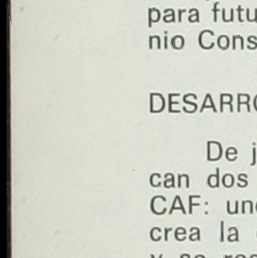 para futu
nio Cons
DESARRO
De j
can dos
CAF: un
crea la